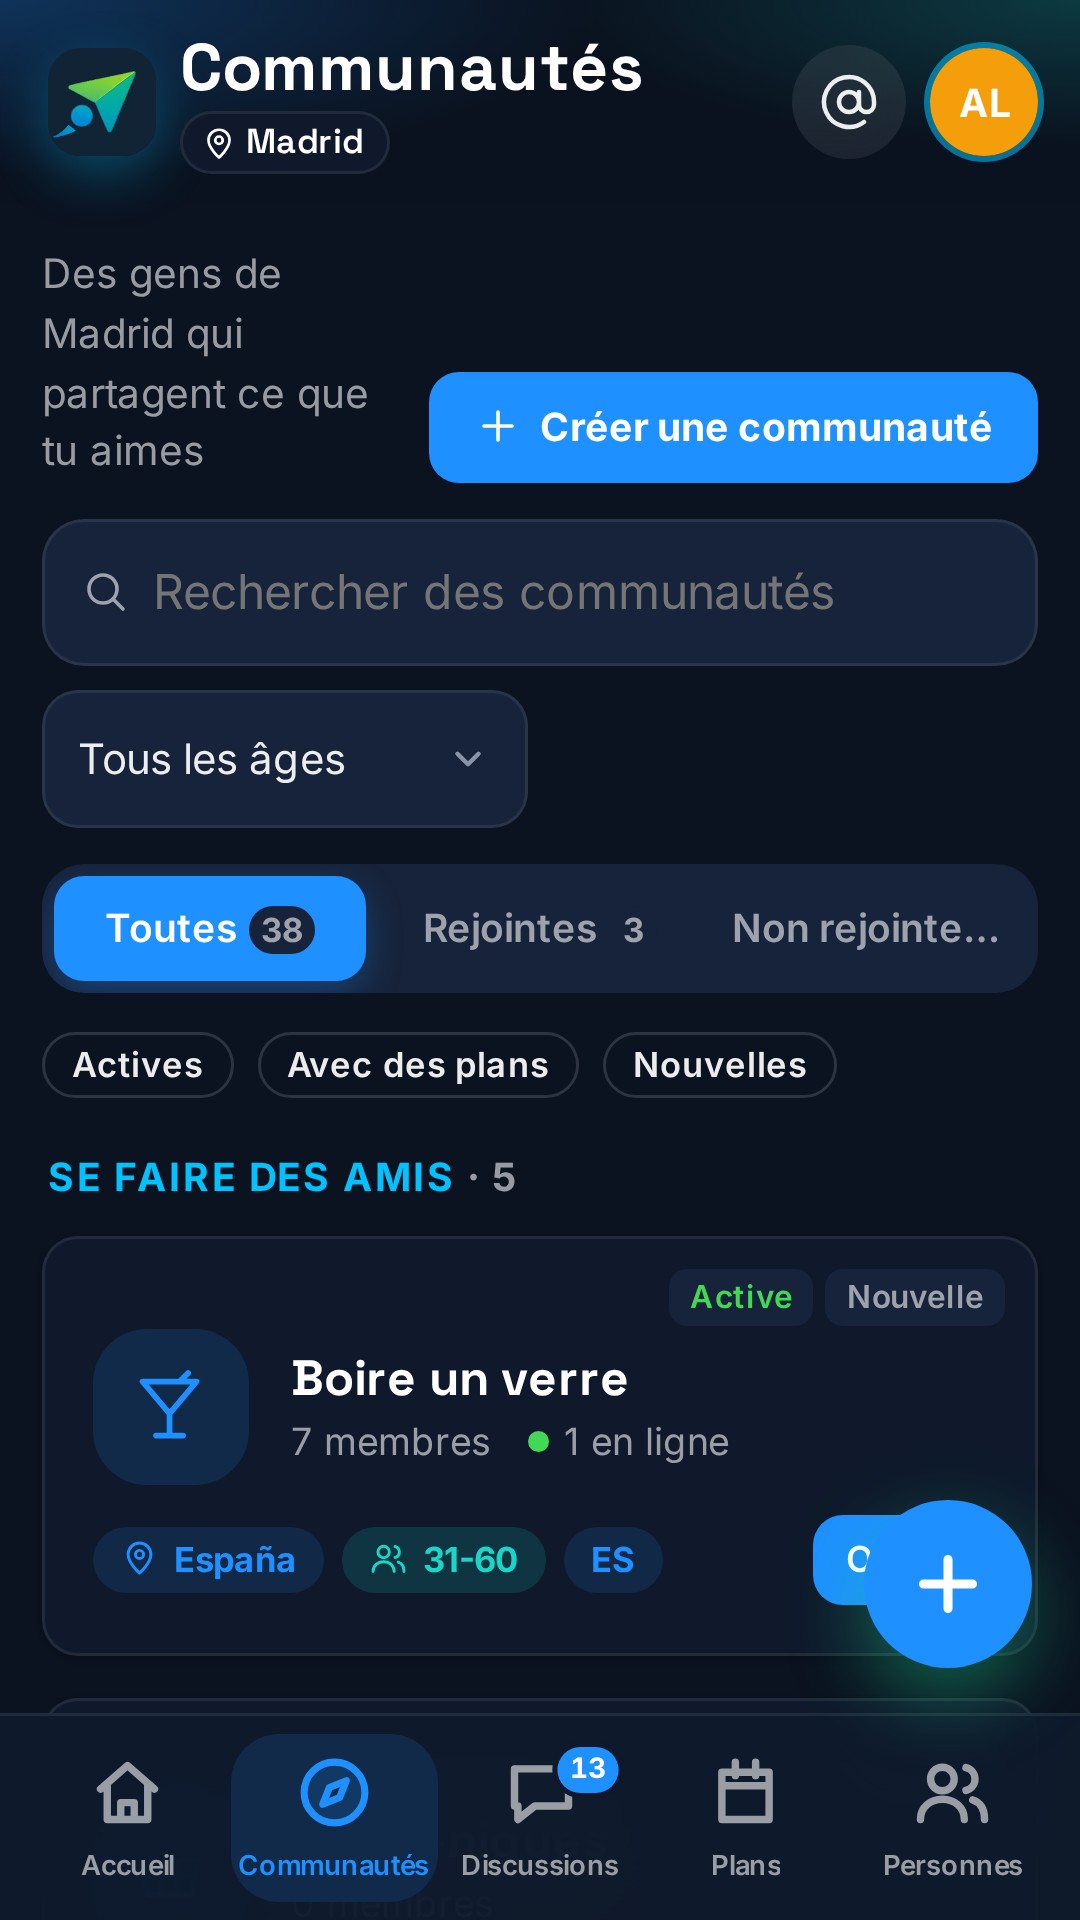 Communautés
Madrid
AL
Des gens de
Madrid qui
partagent ce que
tu aimes
Créer une communauté
Rechercher des communautés
Tous les âges
Toutes 38
Rejointes 3
Non rejointe...
Actives
Avec des plans
Nouvelles
SE FAIRE DES AMIS · 5
Active
Nouvelle
Boire un verre
7 membres
1 en ligne
España
31-60
ES
13
Accueil
Communautés
Discussions
Plans
Personnes